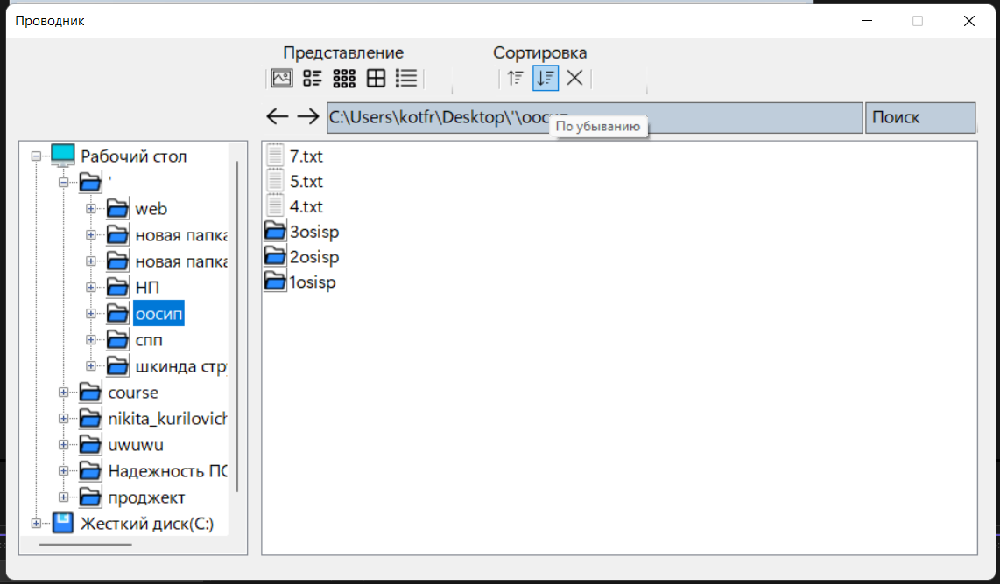 Проводник
Представление
Сортировка
C:\Users\kotfr\Desktop\'\оосип
Поиск
По убыванию
Рабочий стол
'
web
новая папка
новая папка
НП
оосип
спп
шкинда стр
course
nikita_kurilovich
uwuwu
Надежность ПО
проджект
Жесткий диск(C:)
7.txt
5.txt
4.txt
3osisp
2osisp
1osisp